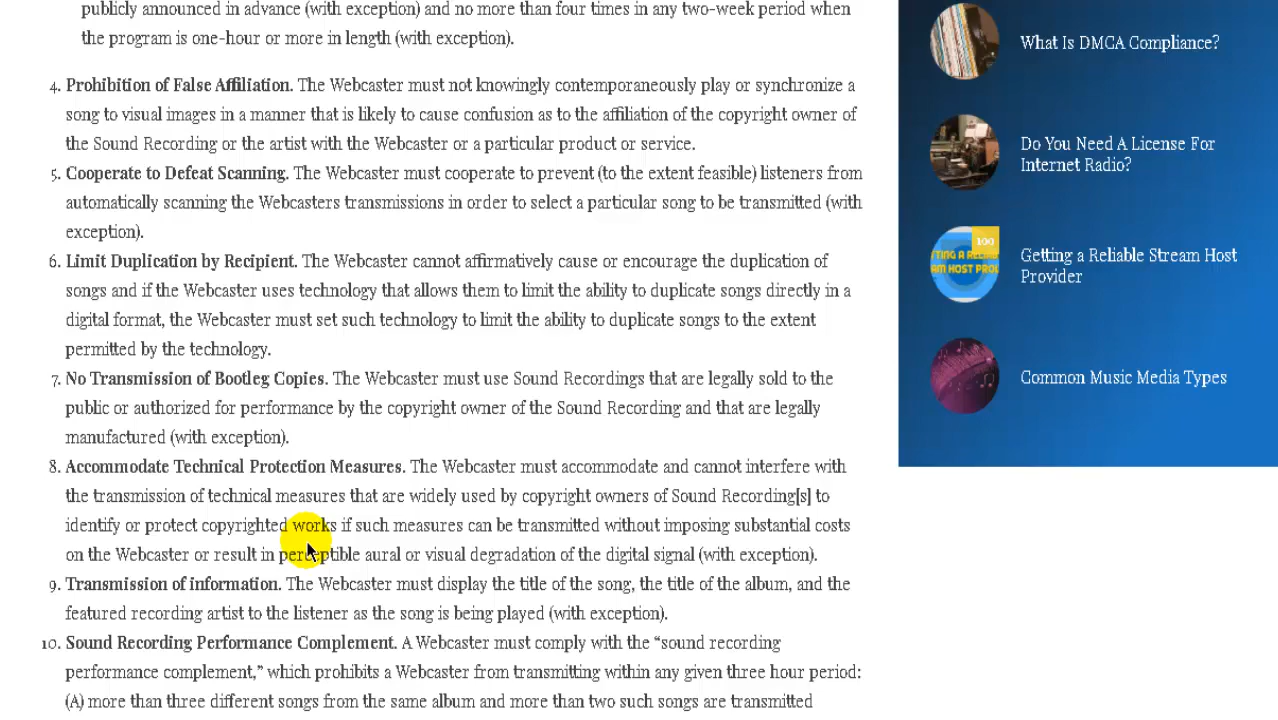 publicly announced in advance (with exception) and no more than four times in any two-week period when
the program is one-hour or more in length (with exception).
4. Prohibition of False Affiliation. The Webcaster must not knowingly contemporaneously play or synchronize a
song to visual images in a manner that is likely to cause confusion as to the affiliation of the copyright owner of
the Sound Recording or the artist with the Webcaster or a particular product or service.
5. Cooperate to Defeat Scanning. The Webcaster must cooperate to prevent (to the extent feasible) listeners from
automatically scanning the Webcasters transmissions in order to select a particular song to be transmitted (with
exception).
6. Limit Duplication by Recipient. The Webcaster cannot affirmatively cause or encourage the duplication of
songs and if the Webcaster uses technology that allows them to limit the ability to duplicate songs directly in a
digital format, the Webcaster must set such technology to limit the ability to duplicate songs to the extent
permitted by the technology.
7. No Transmission of Bootleg Copies. The Webcaster must use Sound Recordings that are legally sold to the
public or authorized for performance by the copyright owner of the Sound Recording and that are legally
manufactured (with exception).
8. Accommodate Technical Protection Measures. The Webcaster must accommodate and cannot interfere with
the transmission of technical measures that are widely used by copyright owners of Sound Recording[s] to
identify or protect copyrighted works if such measures can be transmitted without imposing substantial costs
on the Webcaster or result in perceptible aural or visual degradation of the digital signal (with exception).
9. Transmission of information. The Webcaster must display the title of the song, the title of the album, and the
featured recording artist to the listener as the song is being played (with exception).
10. Sound Recording Performance Complement. A Webcaster must comply with the “sound recording
performance complement,” which prohibits a Webcaster from transmitting within any given three hour period:
(A) more than three different songs from the same album and more than two such songs are transmitted
What Is DMCA Compliance?
Do You Need A License For
Internet Radio?
100
Getting a Reliable Stream Host
Provider
Common Music Media Types